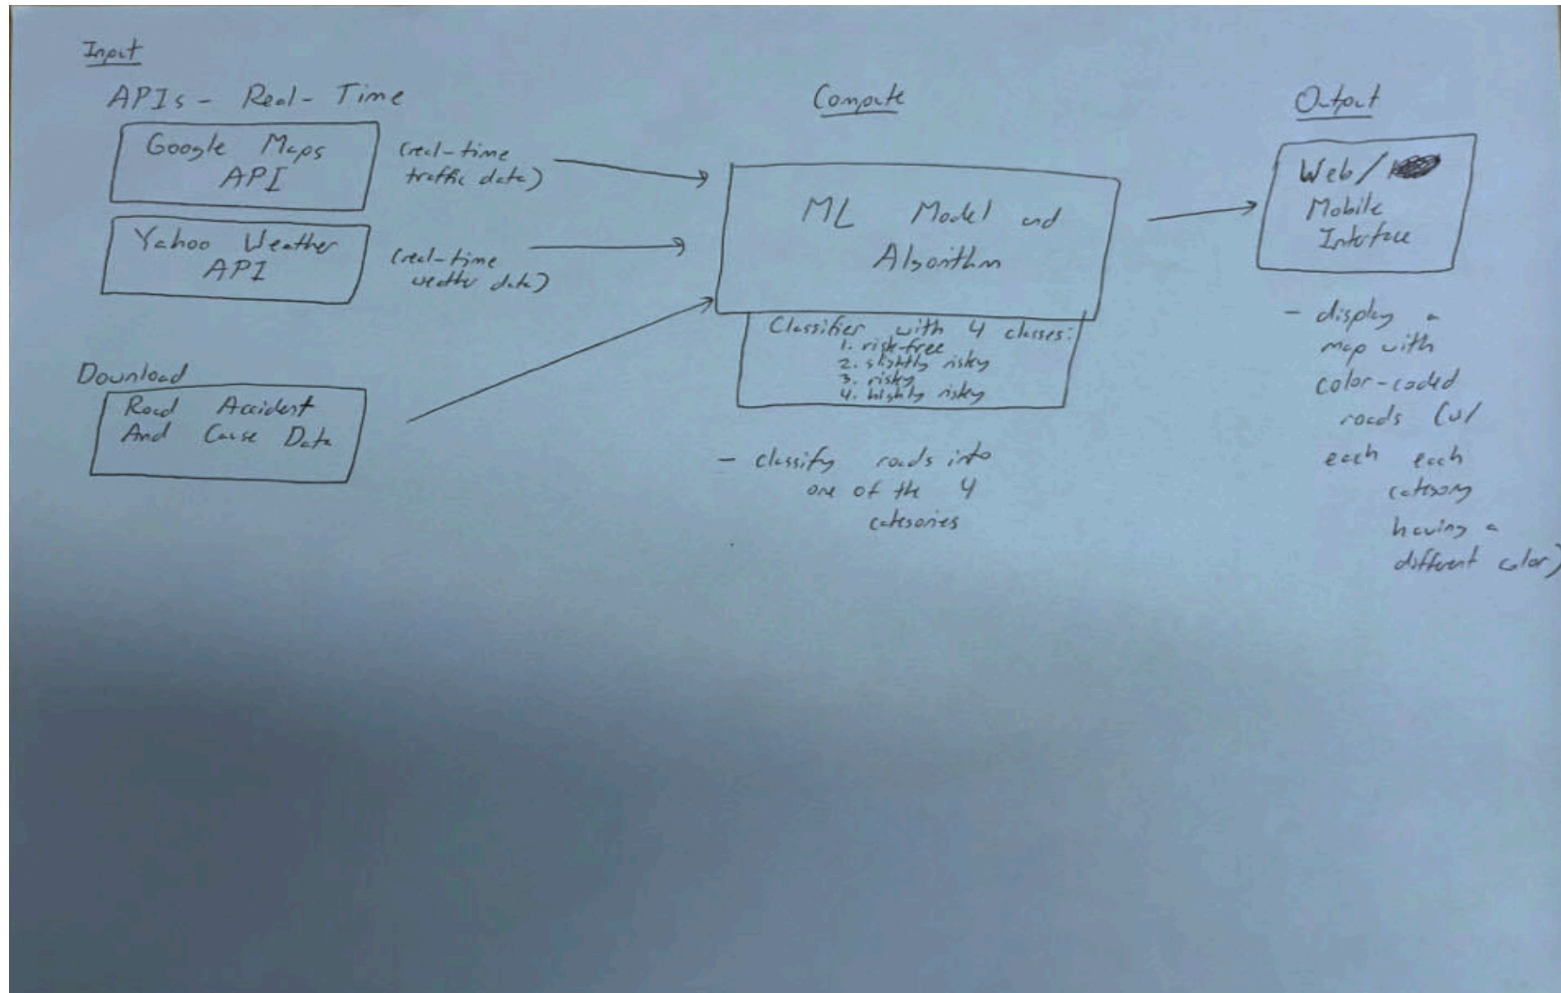 Input
APIs - Real-Time
Google Maps
API
(real-time
traffic data)
Yahoo Weather
API
(real-time
weather data)
Download
Road Accident
And Cause Data
Compute
ML Model and
Algorithm
Classifier with 4 classes:
1. risk-free
2. slightly risky
3. risky
4. highly risky
- classify roads into
one of the 4
categories
Output
Web/
Mobile
Interface
- display a
map with
color-coded
roads (w/
each each
category
having a
different color)